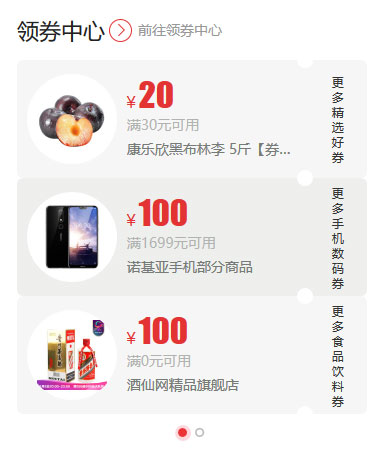 领券中心 前往领券中心
¥20
满30元可用
康乐欣黑布林李 5斤【券...
更多精选好券
¥100
满1699元可用
诺基亚手机部分商品
更多手机数码券
¥100
满0元可用
酒仙网精品旗舰店
更多食品饮料券